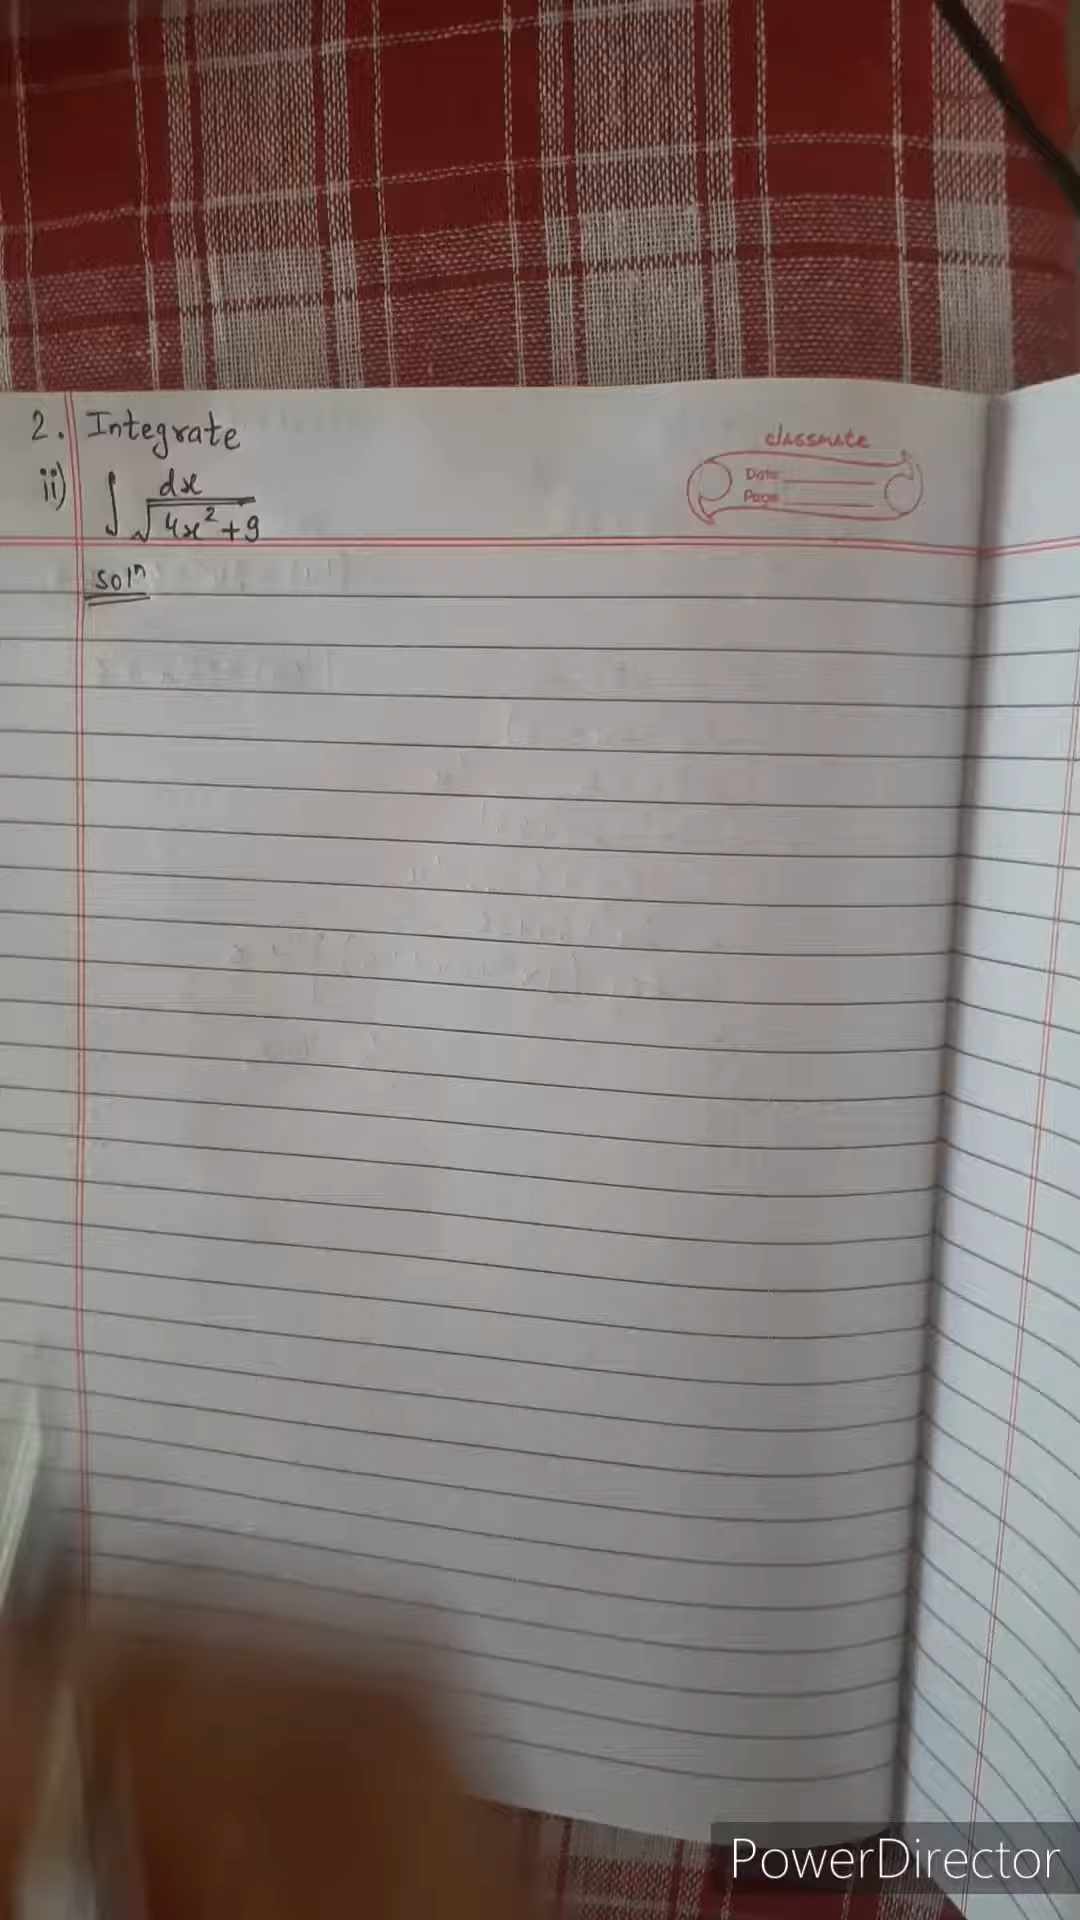 2. Integrate
ii) ∫ dx / √4x²+9
classmate
Date
Page
Solⁿ
PowerDirector